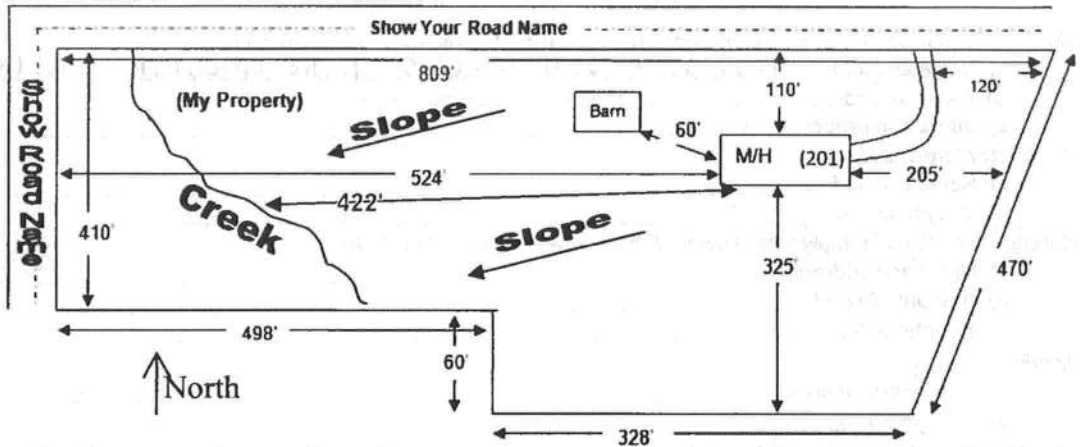 Show Your Road Name
Show Road Name
809'
(My Property)
Slope
Barn
110'
120'
60'
M/H (201)
524'
205'
422'
Creek
410'
Slope
325'
470'
498'
60'
North
328'